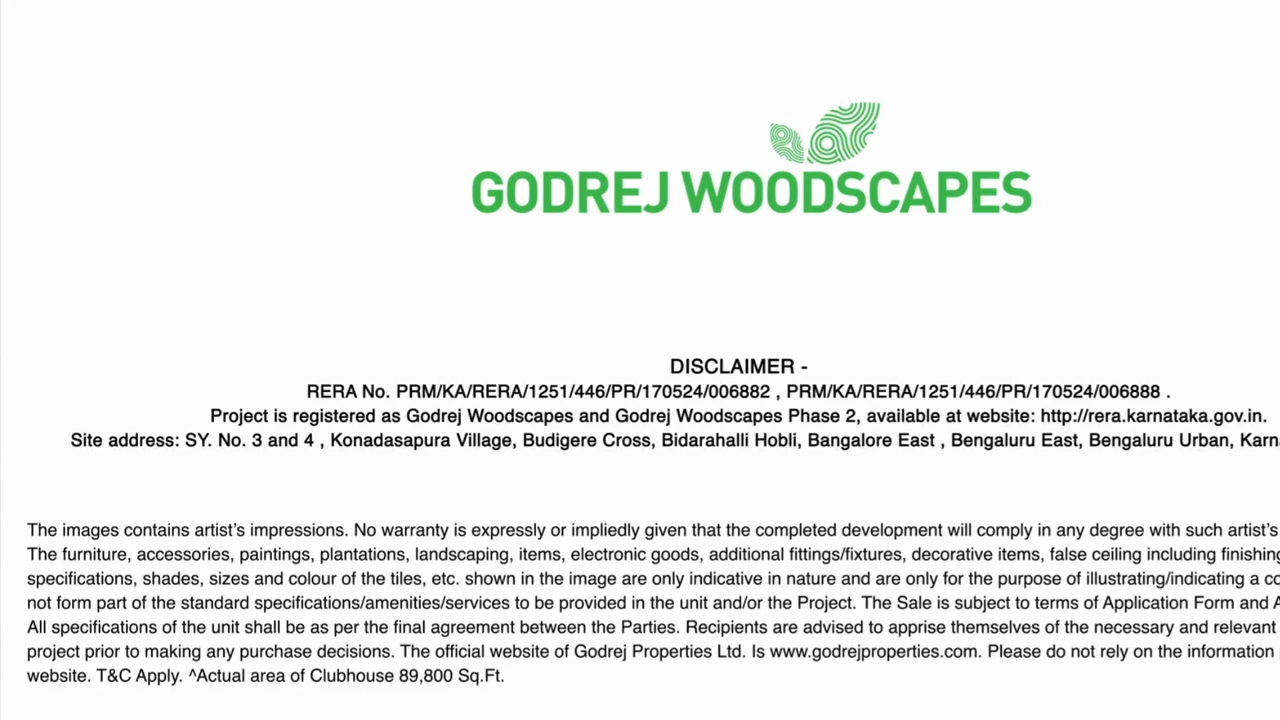 GODREJ WOODSCAPES
DISCLAIMER -
RERA No. PRM/KA/RERA/1251/446/PR/170524/006882 , PRM/KA/RERA/1251/446/PR/170524/006888 .
Project is registered as Godrej Woodscapes and Godrej Woodscapes Phase 2, available at website: http://rera.karnataka.gov.in.
Site address: SY. No. 3 and 4 , Konadasapura Village, Budigere Cross, Bidarahalli Hobli, Bangalore East , Bengaluru East, Bengaluru Urban,
The images contains artist's impressions. No warranty is expressly or impliedly given that the completed development will comply in any degree with such artist's
The furniture, accessories, paintings, plantations, landscaping, items, electronic goods, additional fittings/fixtures, decorative items, false ceiling including
specifications, shades, sizes and colour of the tiles, etc. shown in the image are only indicative in nature and are only for the purpose of illustrating/indicating a
not form part of the standard specifications/amenities/services to be provided in the unit and/or the Project. The Sale is subject to terms of Application Form and
All specifications of the unit shall be as per the final agreement between the Parties. Recipients are advised to apprise themselves of the necessary and relevant
project prior to making any purchase decisions. The official website of Godrej Properties Ltd. Is www.godrejproperties.com. Please do not rely on the information
website. T&C Apply. ^Actual area of Clubhouse 89,800 Sq.Ft.